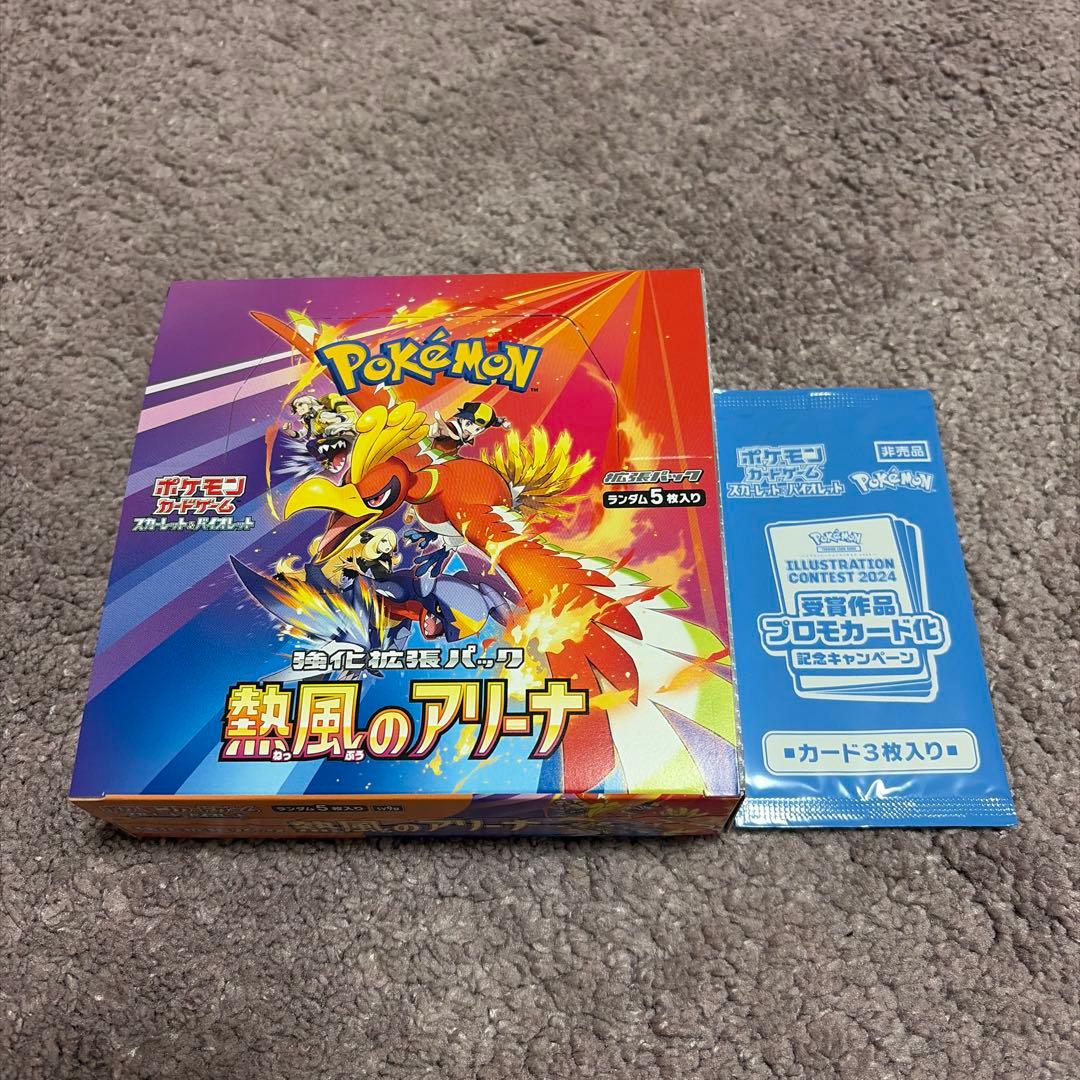 POKéMON
ポケモン
カードゲーム
スカーレット&バイオレット
拡張パック
ランダム5枚入り
強化拡張パック
熱風のアリーナ
ねっ ぷう
ランダム5枚入り sv9a
熱風のアリーナ
ポケモン
カードゲーム
スカーレット&バイオレット
非売品
POKéMON
POKéMON
ILLUSTRATION
CONTEST 2024
受賞作品
プロモカード化
記念キャンペーン
■カード3枚入り■